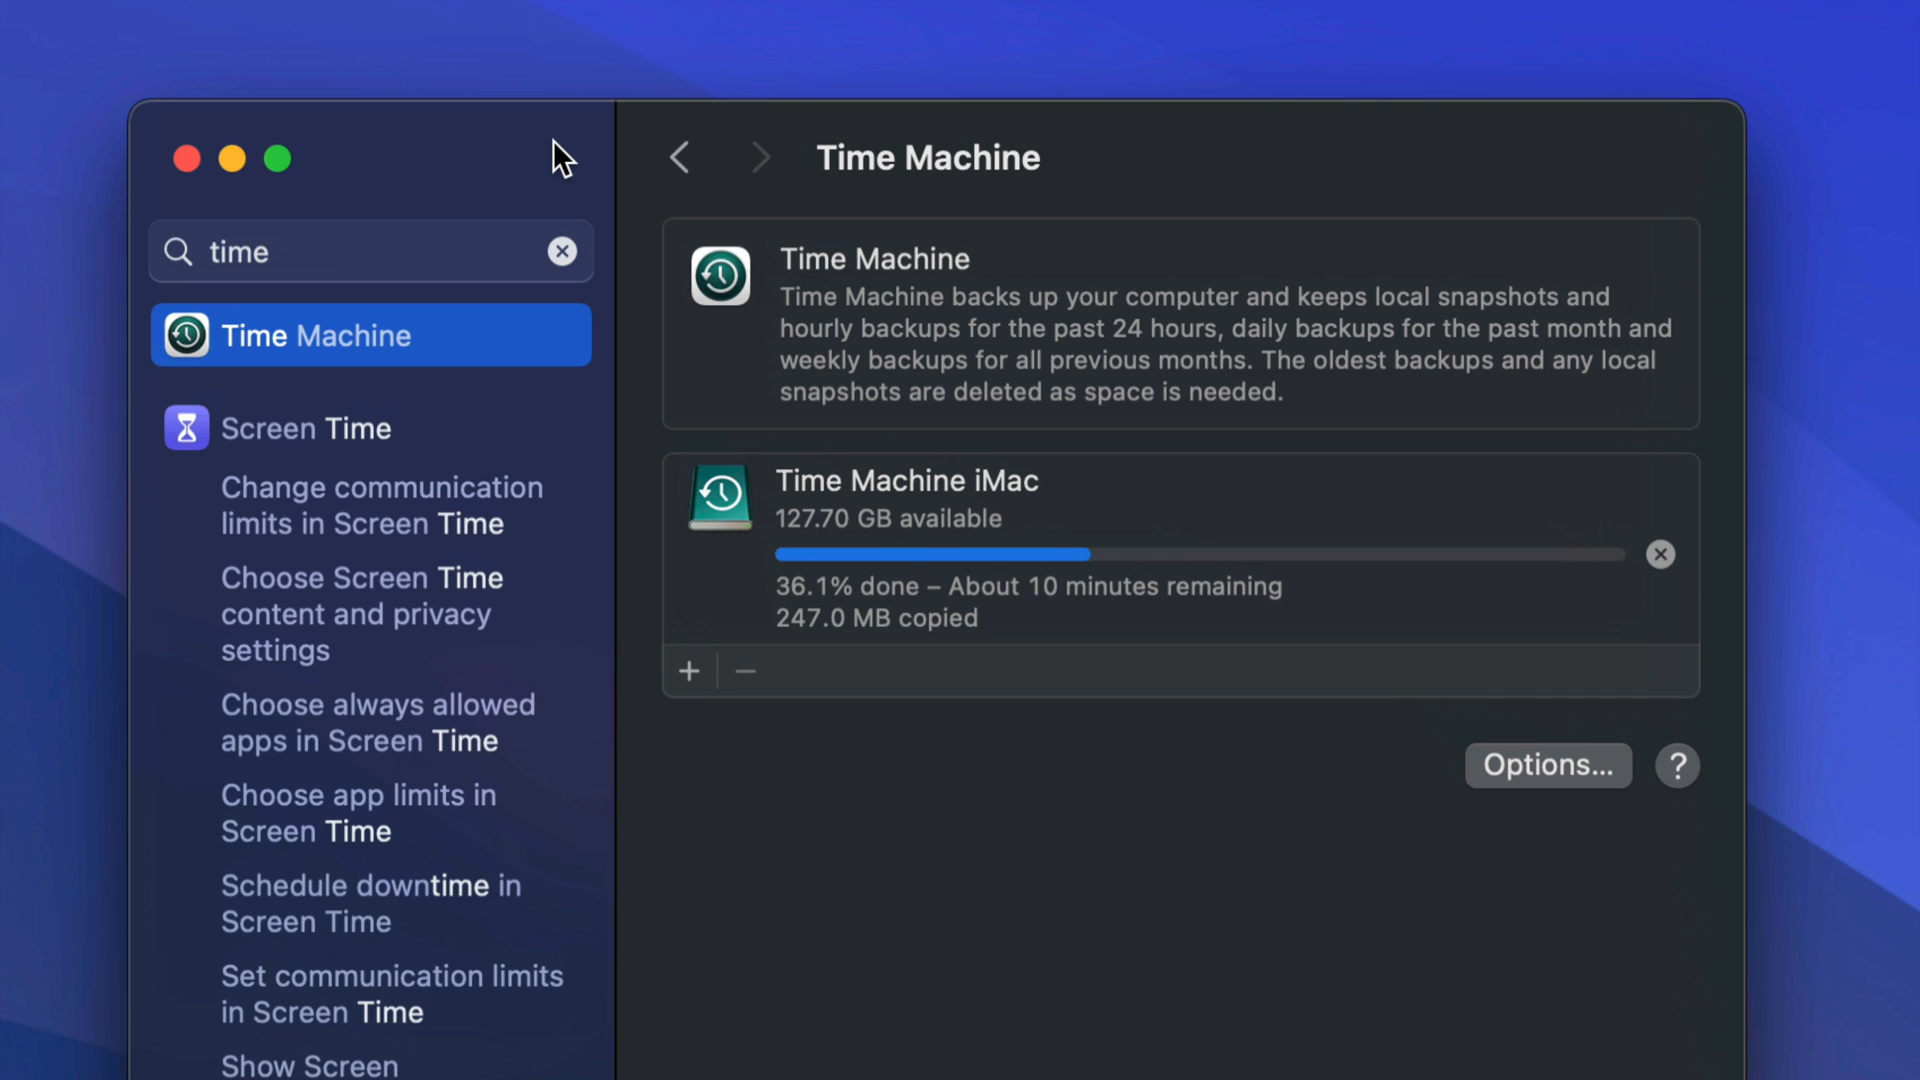 time
Time Machine
Screen Time
Change communication
limits in Screen Time
Choose Screen Time
content and privacy
settings
Choose always allowed
apps in Screen Time
Choose app limits in
Screen Time
Schedule downtime in
Screen Time
Set communication limits
in Screen Time
Show Screen
Time Machine
Time Machine
Time Machine backs up your computer and keeps local snapshots and
hourly backups for the past 24 hours, daily backups for the past month and
weekly backups for all previous months. The oldest backups and any local
snapshots are deleted as space is needed.
Time Machine iMac
127.70 GB available
36.1% done – About 10 minutes remaining
247.0 MB copied
Options...
?